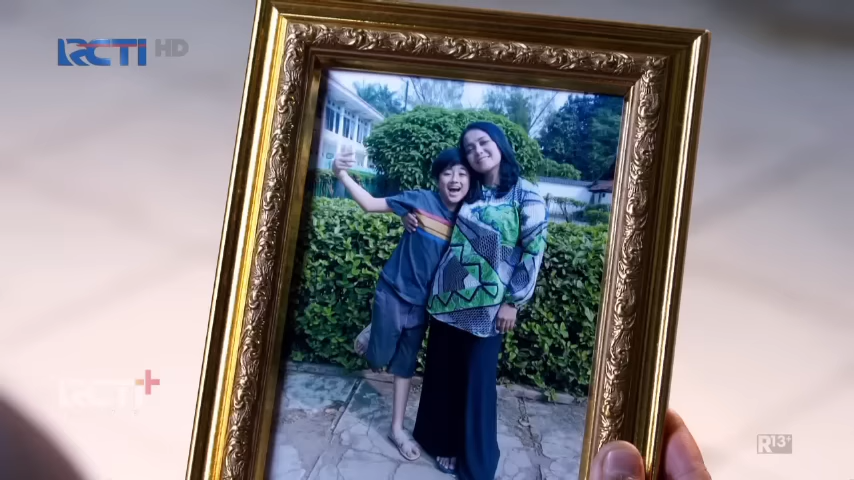 RCTI HD
RCTI+
R13+